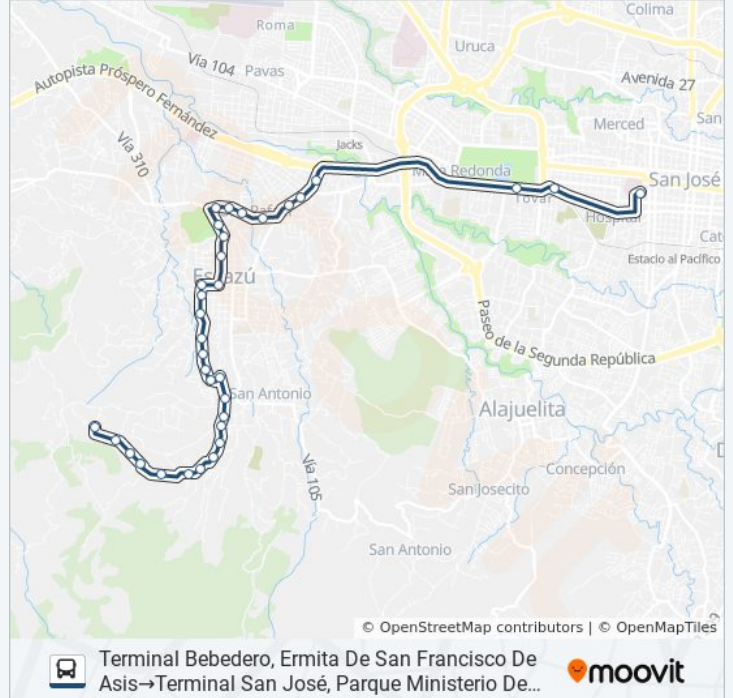 Colima
Roma
Uruca
Vía 104
Pavas
Autopista Próspero Fernández
Avenida 27
Merced
San
Vía 310
Jacks
Mata Redonda
San José
Rafael
Tovar
Hospital
Cat
Estacio al Pacífico
Escazú
Paseo de la Segunda República
San Antonio
Alajuelita
Vía 105
Concepción
San Josecito
San Antonio
© OpenStreetMap contributors | © OpenMapTiles
Terminal Bebedero, Ermita De San Francisco De
Asis→Terminal San José, Parque Ministerio De...
moovit